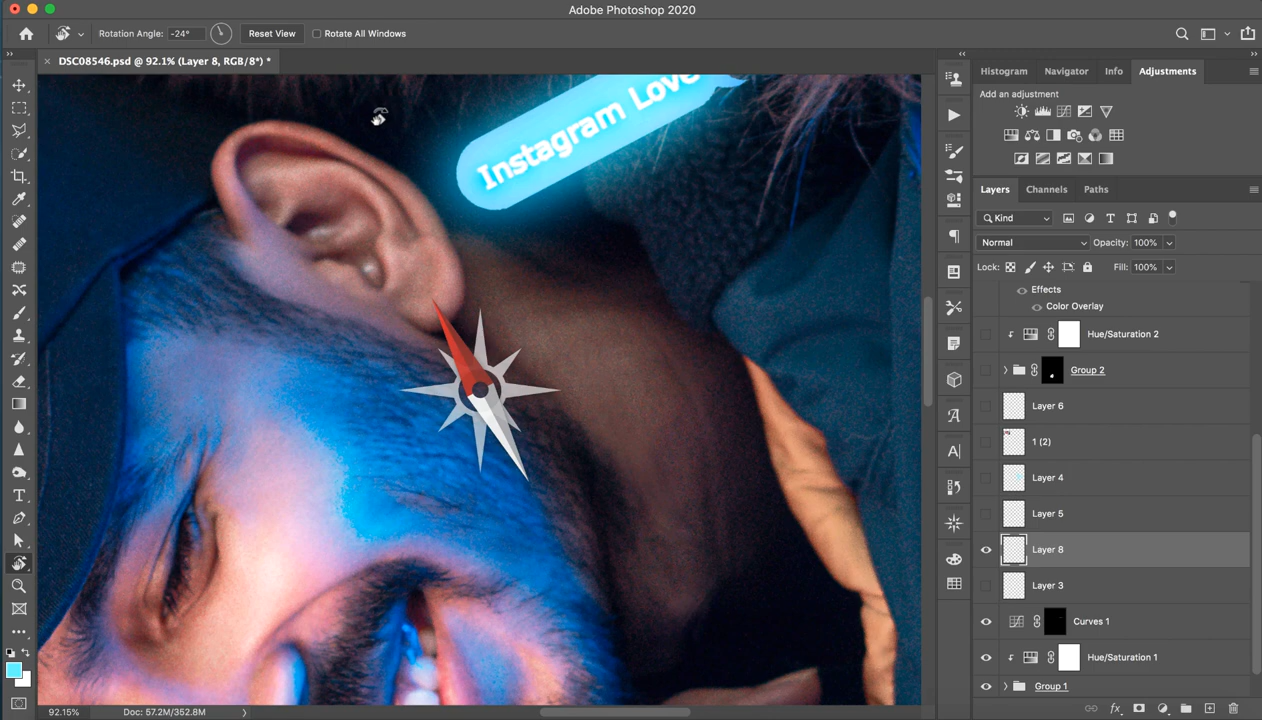 Adobe Photoshop 2020
Rotation Angle: -24°
Reset View
Rotate All Windows
DSC08546.psd @ 92.1% (Layer 8, RGB/8*) *
Instagram Love
Histogram
Navigator
Info
Adjustments
Add an adjustment
Layers
Channels
Paths
Kind
Normal
Opacity: 100%
Lock:
Fill: 100%
Effects
Color Overlay
Hue/Saturation 2
Group 2
Layer 6
1 (2)
Layer 4
Layer 5
Layer 8
Layer 3
Curves 1
Hue/Saturation 1
Group 1
92.15%
Doc: 57.2M/352.8M